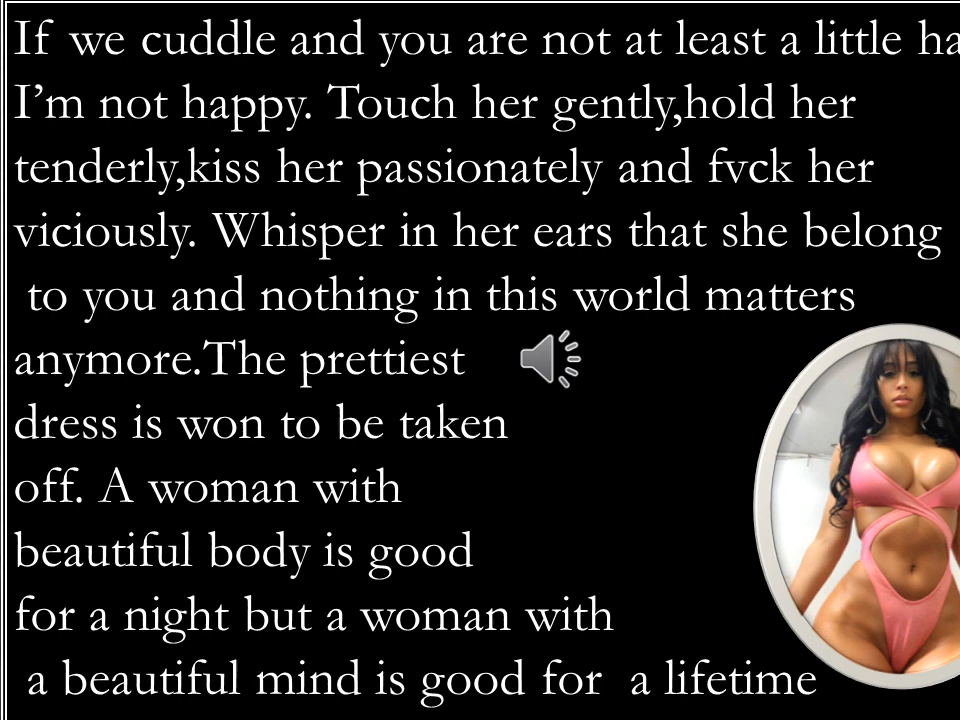 If we cuddle and you are not at least a little
I’m not happy. Touch her gently,hold her
tenderly,kiss her passionately and fvck her
viciously. Whisper in her ears that she belong
to you and nothing in this world matters
anymore.The prettiest
dress is won to be taken
off. A woman with
beautiful body is good
for a night but a woman with
a beautiful mind is good for a lifetime